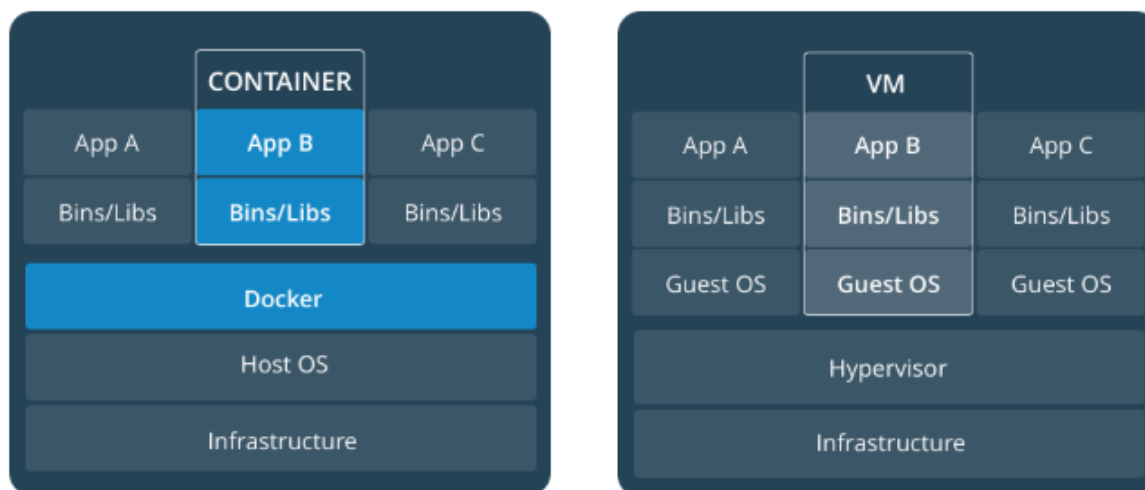 CONTAINER
App A App B App C
Bins/Libs Bins/Libs Bins/Libs
Docker
Host OS
Infrastructure
VM
App A App B App C
Bins/Libs Bins/Libs Bins/Libs
Guest OS Guest OS Guest OS
Hypervisor
Infrastructure